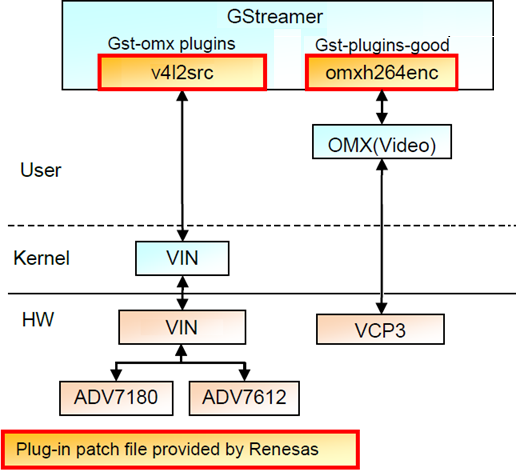 GStreamer
Gst-omx plugins
Gst-plugins-good
v4l2src
omxh264enc
OMX(Video)
User
Kernel
VIN
HW
VIN
VCP3
ADV7180
ADV7612
Plug-in patch file provided by Renesas